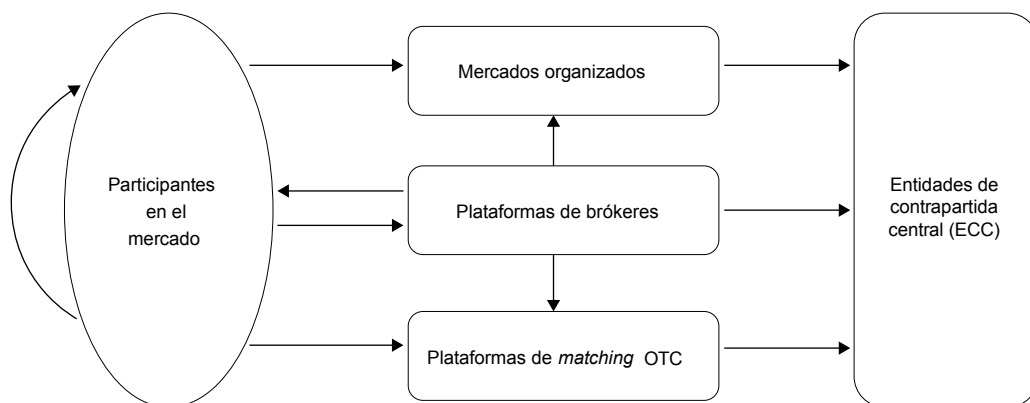 Participantes
en el
mercado
Mercados organizados
Plataformas de brókeres
Plataformas de matching OTC
Entidades de
contrapartida
central (ECC)